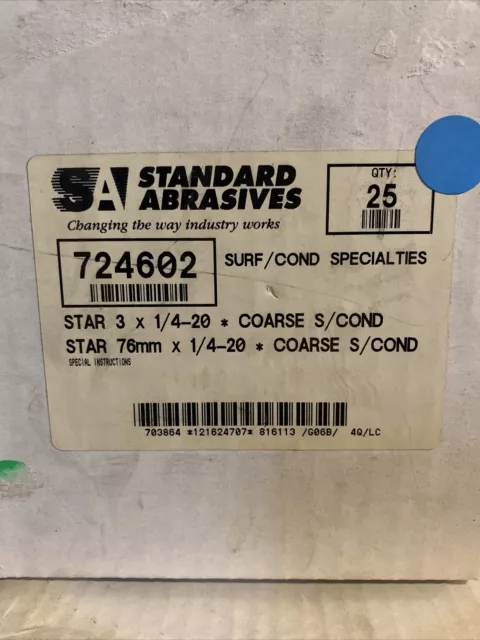 SA STANDARD
ABRASIVES
Changing the way industry works
QTY:
25
724602
SURF/COND SPECIALTIES
STAR 3 x 1/4-20 * COARSE S/COND
STAR 76mm x 1/4-20 * COARSE S/COND
SPECIAL INSTRUCTIONS
703864 *121624707* 816113 /G06B/ 4Q/LC